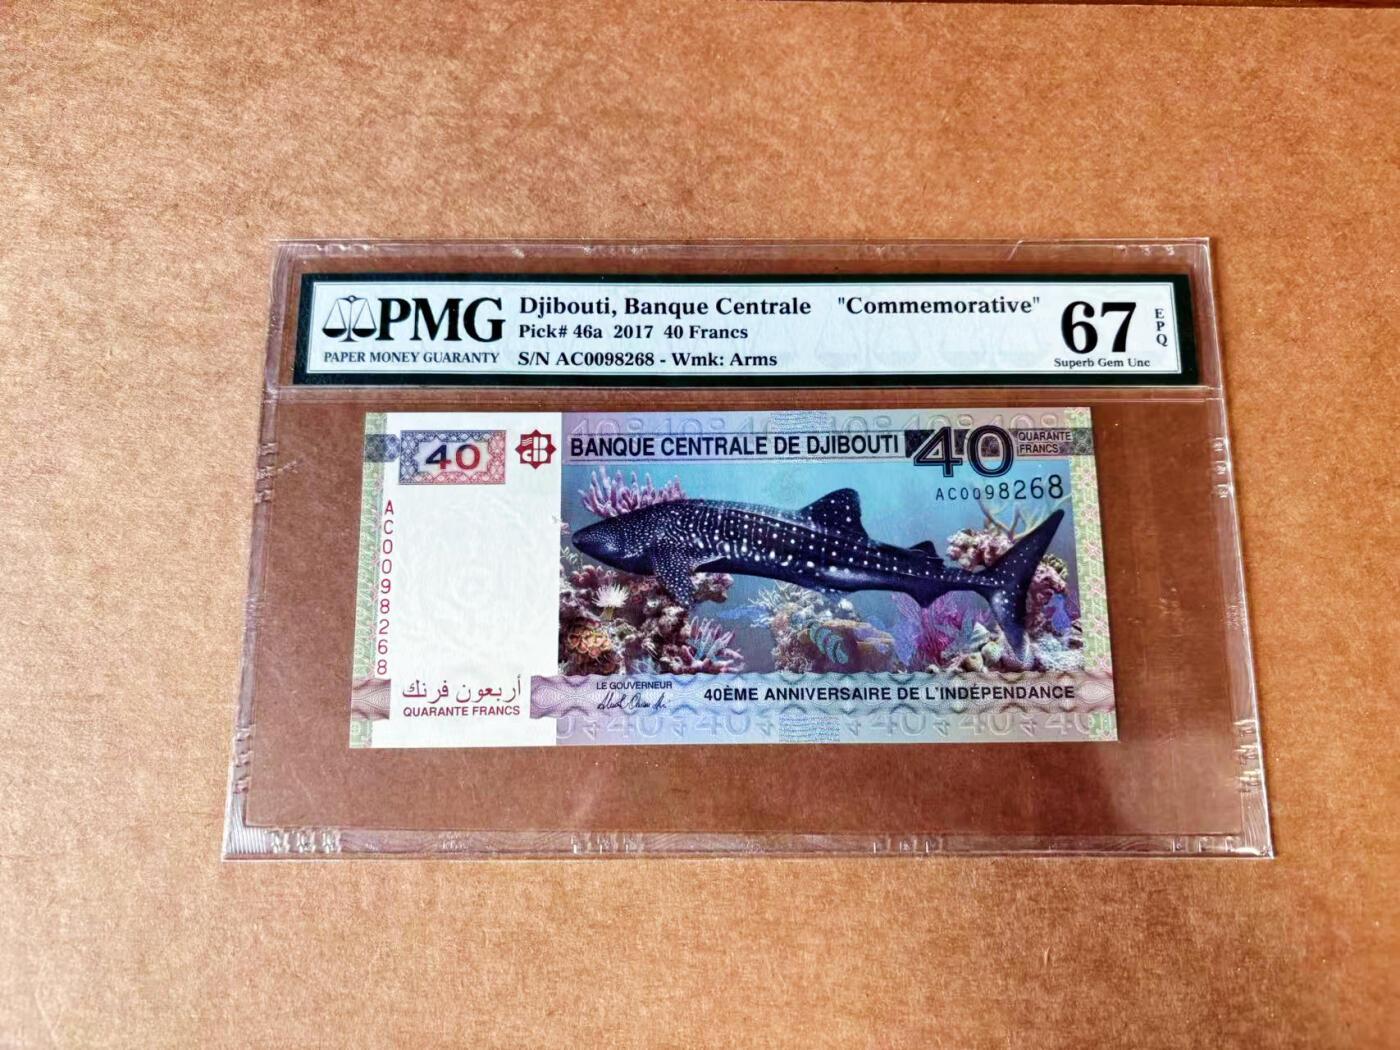 PMG
PAPER MONEY GUARANTY
Djibouti, Banque Centrale "Commemorative"
Pick# 46a 2017 40 Francs
S/N AC0098268 - Wmk: Arms
67
EPQ
Superb Gem Unc
40
BANQUE CENTRALE DE DJIBOUTI
40
QUARANTE
FRANCS
AC0098268
AC0098268
أربعون فرنك
QUARANTE FRANCS
LE GOUVERNEUR
40ÈME ANNIVERSAIRE DE L'INDÉPENDANCE